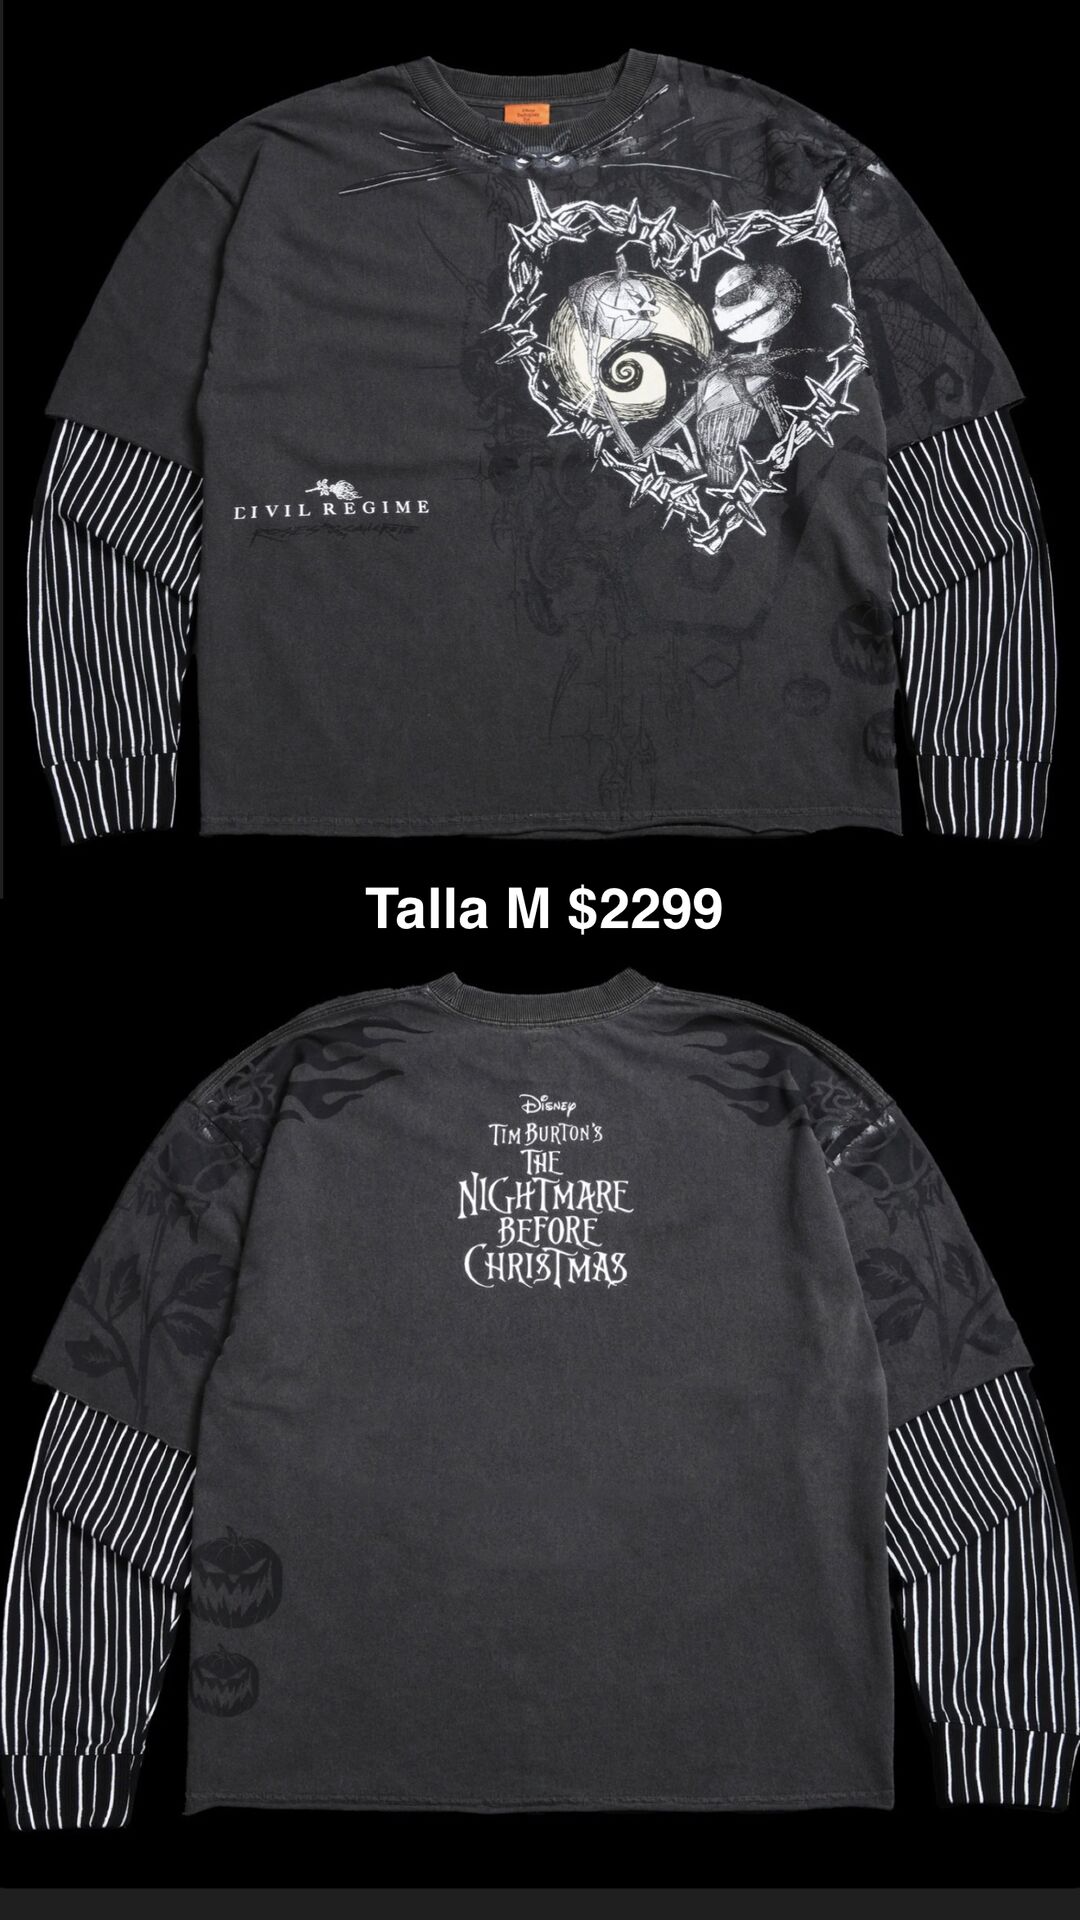 CIVIL REGIME
Talla M $2299
Disney
TIM BURTON'S
THE
NIGHTMARE
BEFORE
CHRISTMAS